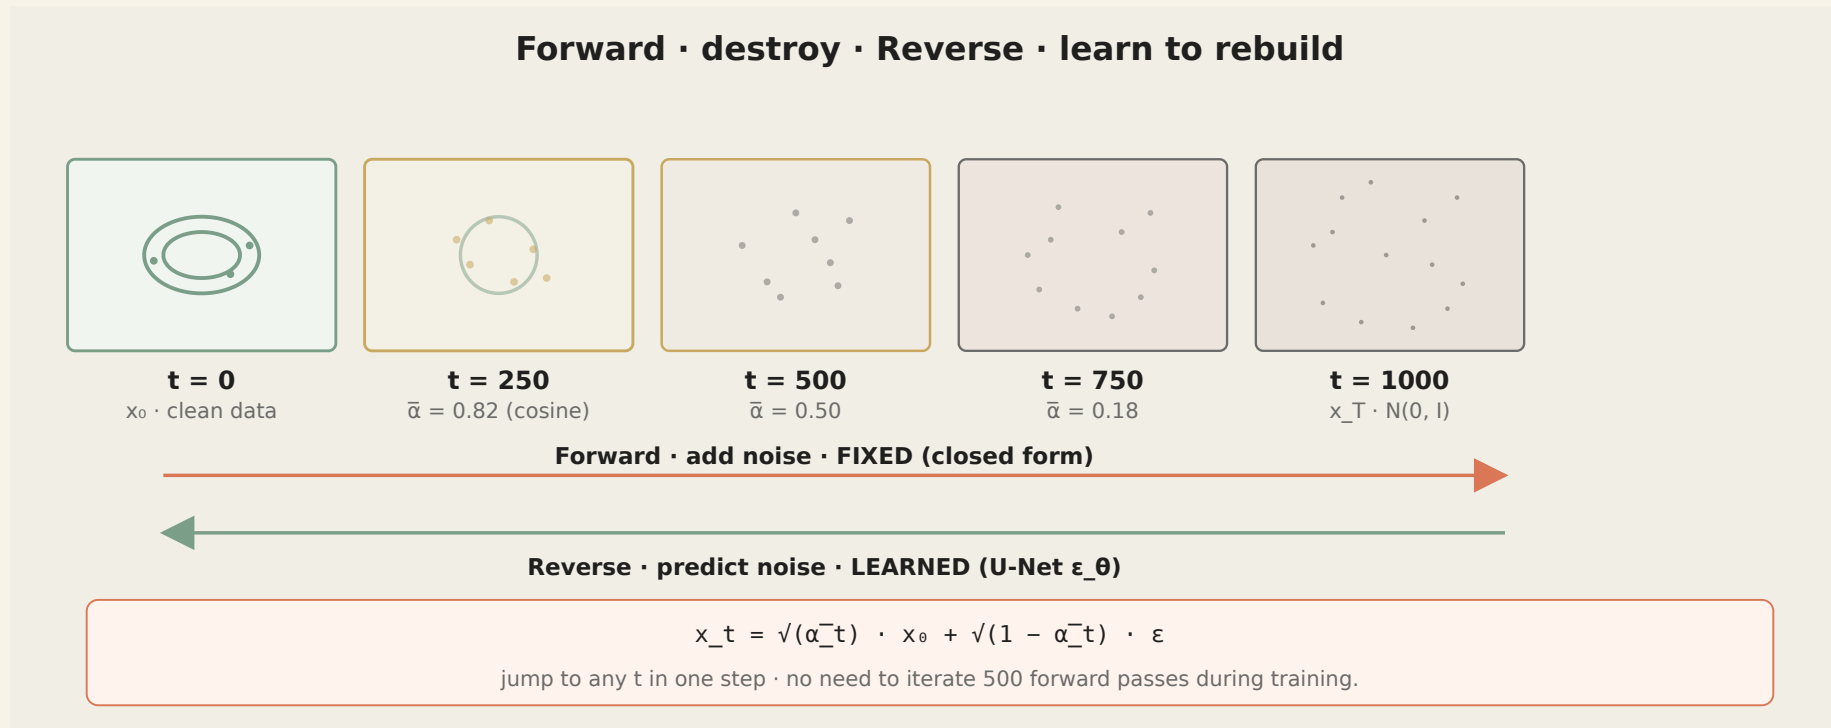 Forward · destroy · Reverse · learn to rebuild
t = 0
x₀ · clean data
t = 250
ᾱ = 0.82 (cosine)
t = 500
ᾱ = 0.50
t = 750
ᾱ = 0.18
t = 1000
x_T · N(0, I)
Forward · add noise · FIXED (closed form)
Reverse · predict noise · LEARNED (U-Net ε_θ)
x_t = √(ᾱ_t) · x₀ + √(1 − ᾱ_t) · ε
jump to any t in one step · no need to iterate 500 forward passes during training.